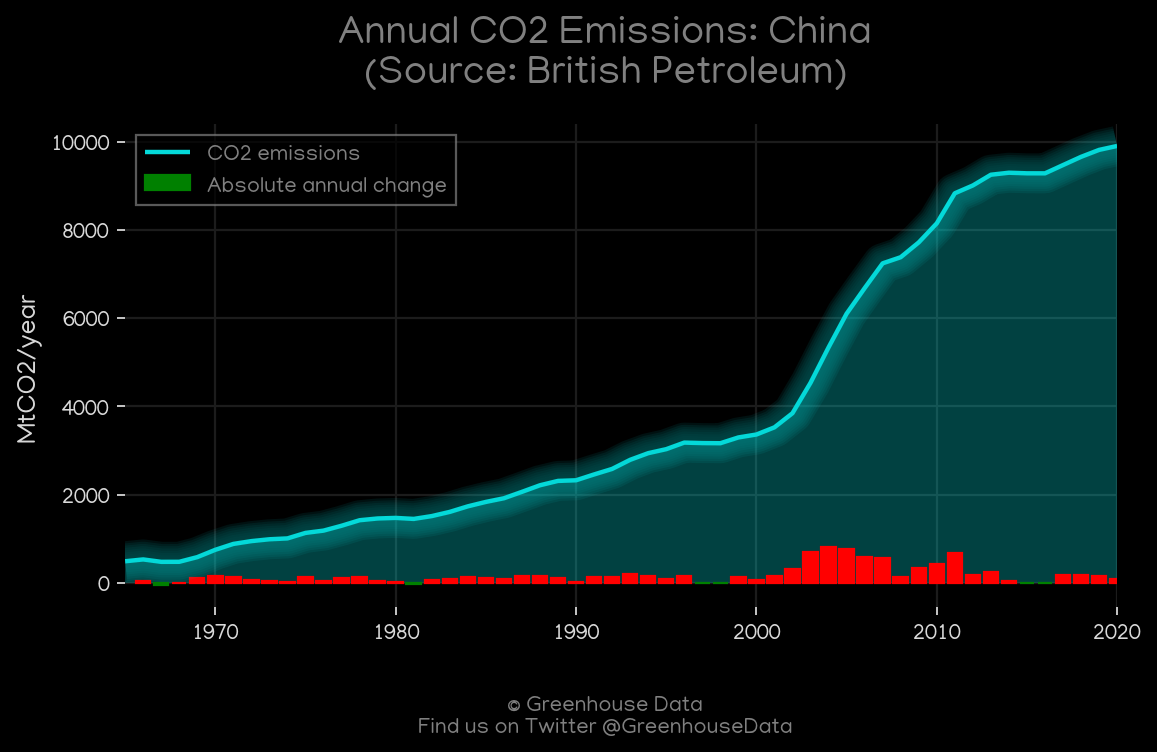 Annual CO2 Emissions: China
(Source: British Petroleum)
CO2 emissions
Absolute annual change
MtCO2/year
10000
8000
6000
4000
2000
0
1970
1980
1990
2000
2010
2020
© Greenhouse Data
Find us on Twitter @GreenhouseData